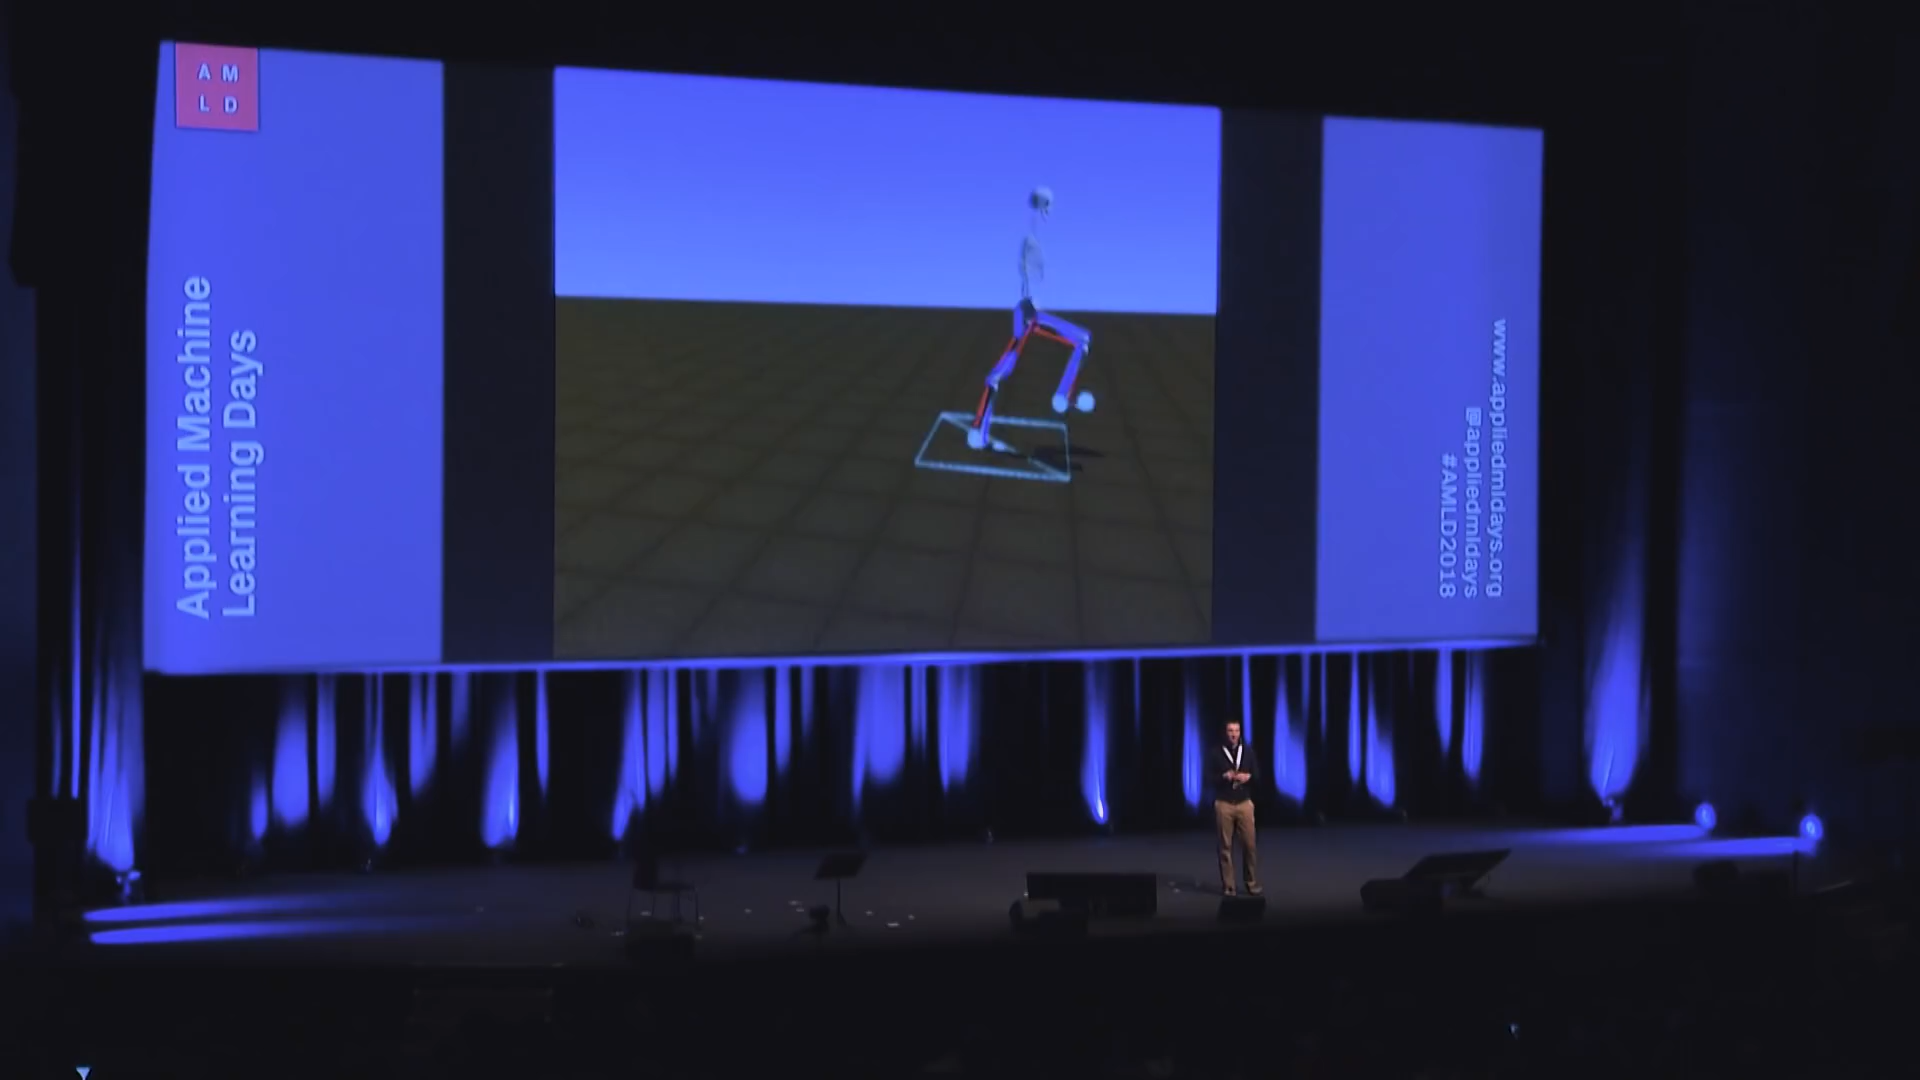 A M
L D
Applied Machine
Learning Days
www.appliedmldays.org
@appliedmldays
#AMLD2018